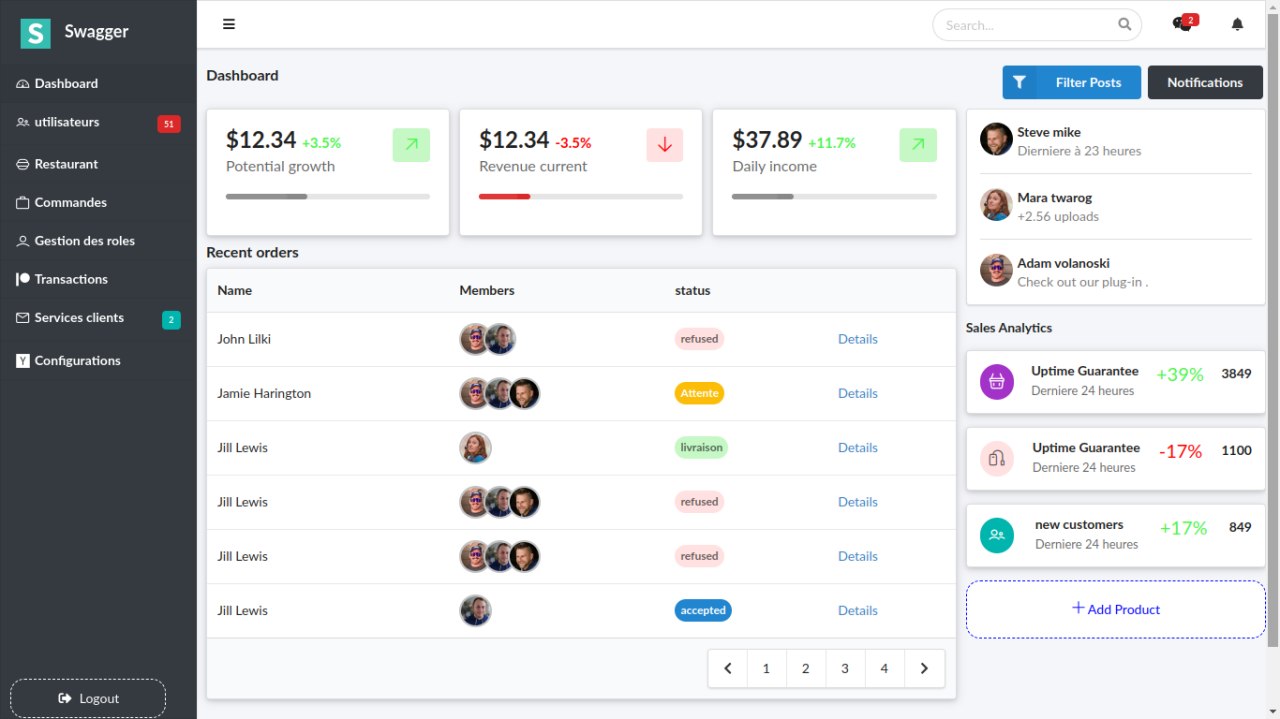 S Swagger
Search...
2
Dashboard
utilisateurs 51
Restaurant
Commandes
Gestion des roles
Transactions
Services clients 2
Y Configurations
Logout
Dashboard
Filter Posts
Notifications
$12.34 +3.5%
Potential growth
$12.34 -3.5%
Revenue current
$37.89 +11.7%
Daily income
Recent orders
Name Members status
John Lilki refused Details
Jamie Harington Attente Details
Jill Lewis livraison Details
Jill Lewis refused Details
Jill Lewis refused Details
Jill Lewis accepted Details
1 2 3 4
Steve mike
Dierniere à 23 heures
Mara twarog
+2.56 uploads
Adam volanoski
Check out our plug-in .
Sales Analytics
Uptime Guarantee +39% 3849
Derniere 24 heures
Uptime Guarantee -17% 1100
Derniere 24 heures
new customers +17% 849
Derniere 24 heures
+ Add Product